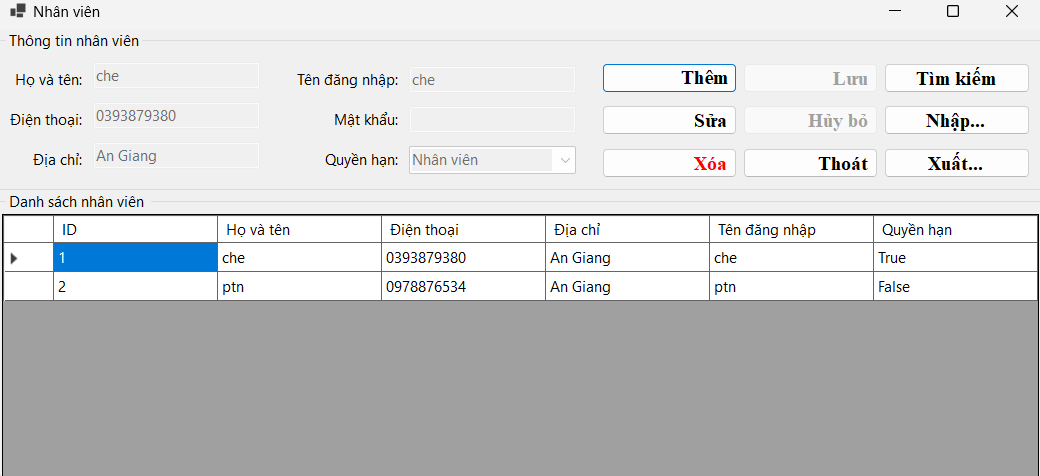 Nhân viên
Thông tin nhân viên
Họ và tên: che Tên đăng nhập: che Thêm Lưu Tìm kiếm
Điện thoại: 0393879380 Mật khẩu: Sửa Hủy bỏ Nhập...
Địa chỉ: An Giang Quyền hạn: Nhân viên Xóa Thoát Xuất...
Danh sách nhân viên
ID Họ và tên Điện thoại Địa chỉ Tên đăng nhập Quyền hạn
1 che 0393879380 An Giang che True
2 ptn 0978876534 An Giang ptn False